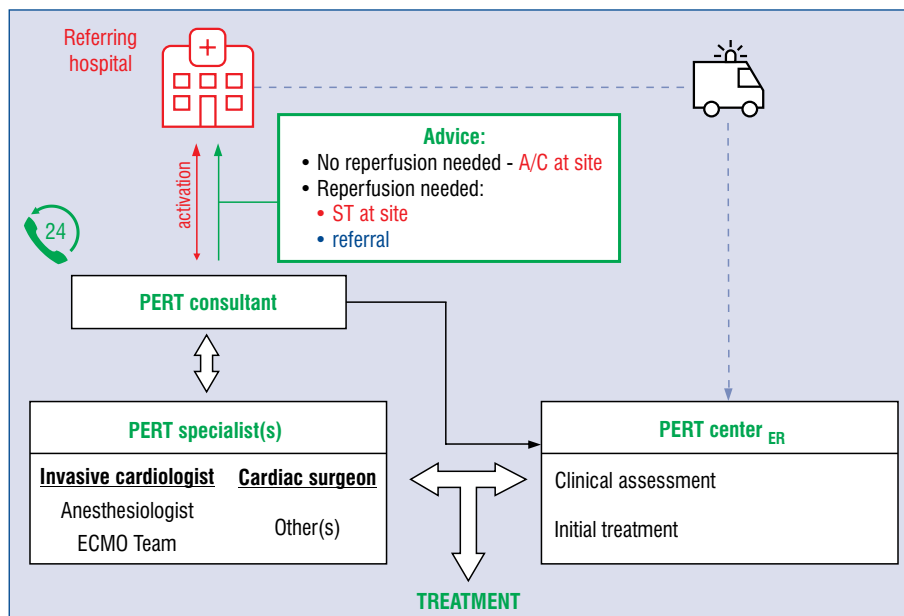 Referring
hospital
Advice:
• No reperfusion needed - A/C at site
• Reperfusion needed:
• ST at site
• referral
activation
24
PERT consultant
PERT specialist(s)
Invasive cardiologist
Anesthesiologist
ECMO Team
Cardiac surgeon
Other(s)
PERT center ER
Clinical assessment
Initial treatment
TREATMENT